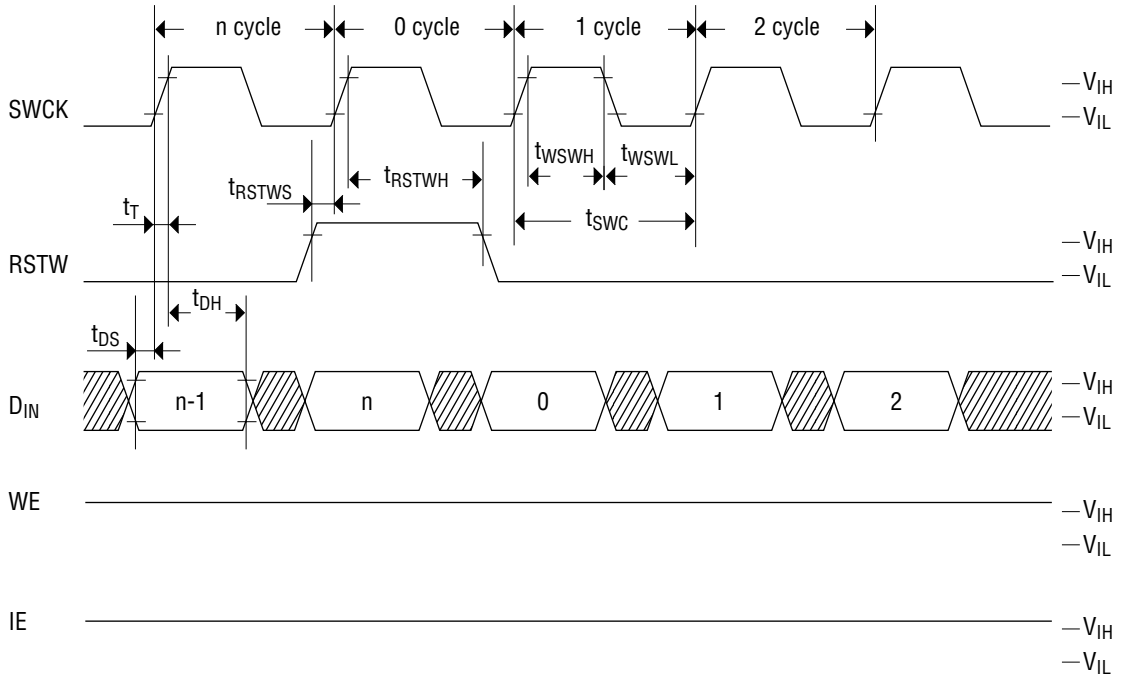 n cycle 0 cycle 1 cycle 2 cycle
SWCK
VIH
VIL
tWSWH tWSWL
tRSTWS tRSTWH
tT
tSWC
RSTW
VIH
VIL
tDH
tDS
DIN
n-1 n 0 1 2
VIH
VIL
WE
VIH
VIL
IE
VIH
VIL